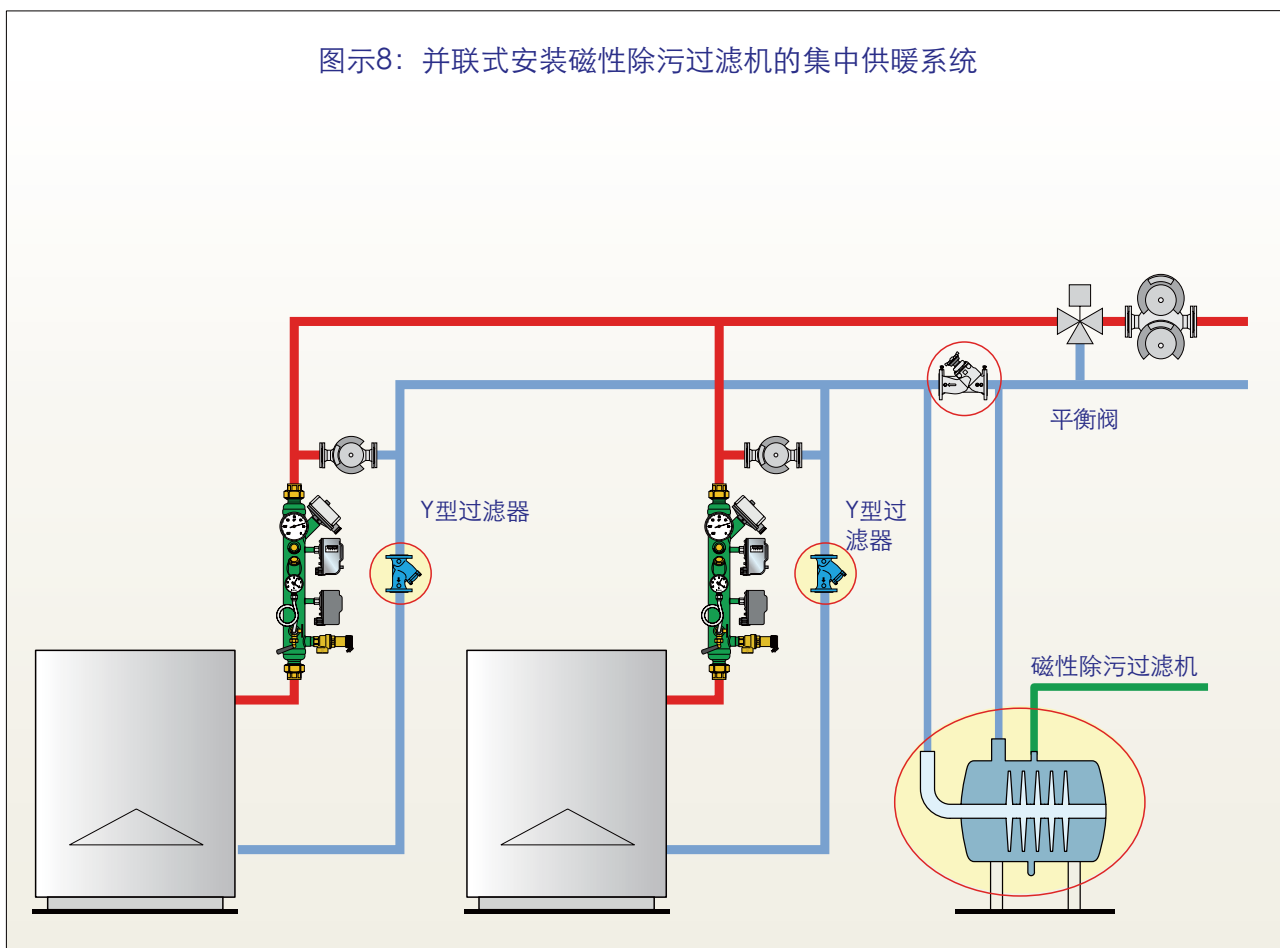 图示8：并联式安装磁性除污过滤机的集中供暖系统
平衡阀
Y型过滤器
Y型过
滤器
磁性除污过滤机